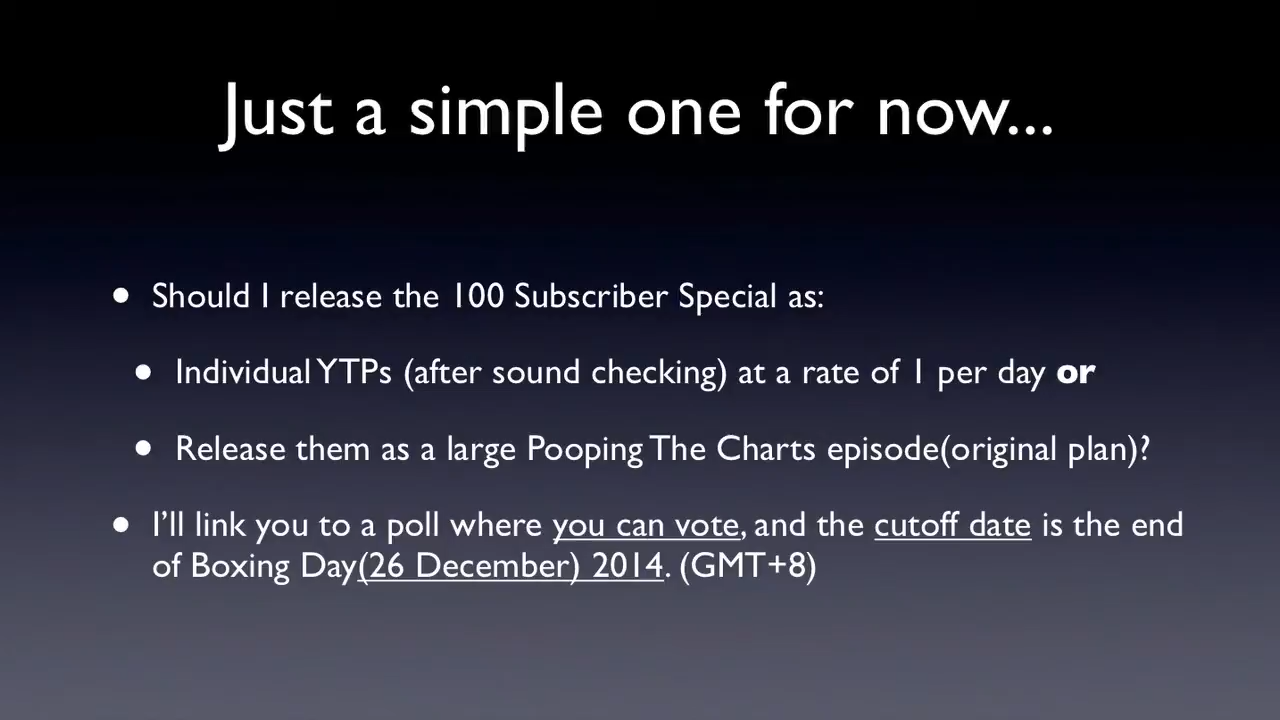 Just a simple one for now...
• Should I release the 100 Subscriber Special as:
• Individual YTPs (after sound checking) at a rate of 1 per day or
• Release them as a large Pooping The Charts episode(original plan)?
• I'll link you to a poll where you can vote, and the cutoff date is the end
of Boxing Day(26 December) 2014. (GMT+8)